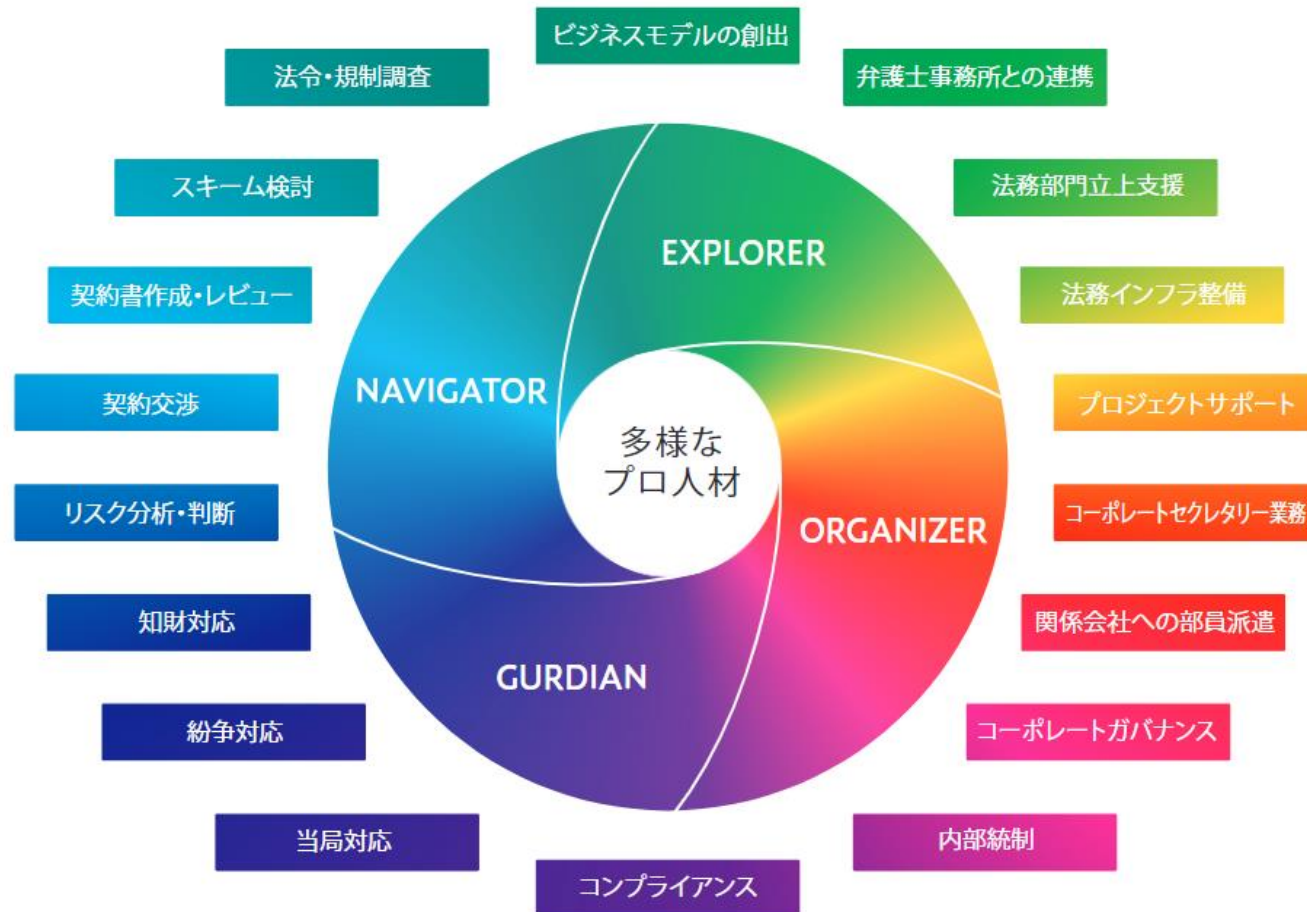 ビジネスモデルの創出
法令・規制調査
弁護士事務所との連携
スキーム検討
法務部門立上支援
EXPLORER
契約書作成・レビュー
法務インフラ整備
NAVIGATOR
契約交渉
プロジェクトサポート
多様な
プロ人材
リスク分析・判断
ORGANIZER
コーポレートセクレタリー業務
知財対応
関係会社への部員派遣
GURDIAN
紛争対応
コーポレートガバナンス
当局対応
内部統制
コンプライアンス